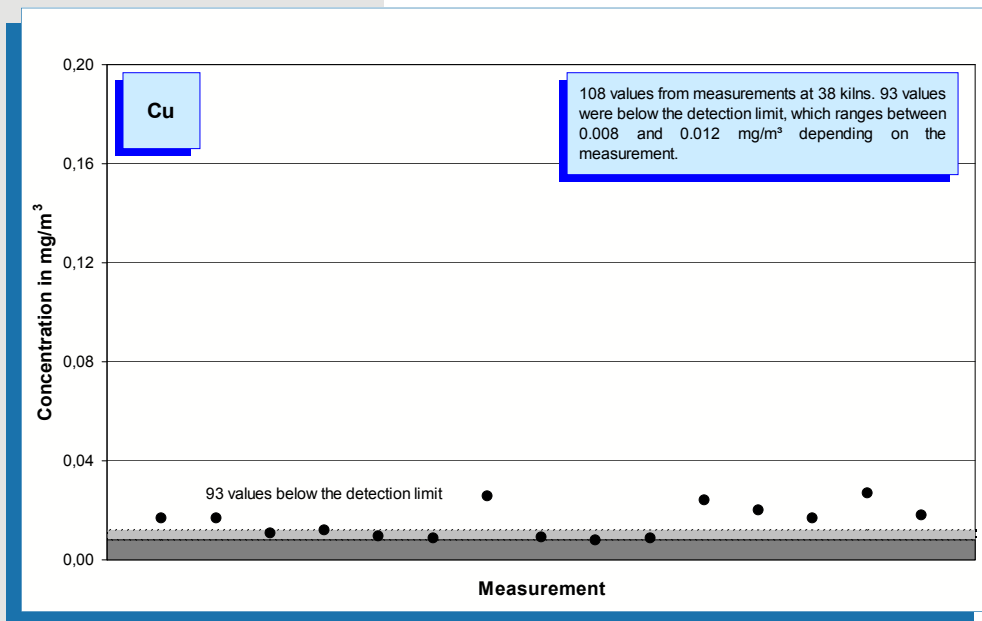 0,20
Cu
108 values from measurements at 38 kilns. 93 values
were below the detection limit, which ranges between
0.008 and 0.012 mg/m³ depending on the
measurement.
0,16
0,12
Concentration in mg/m³
0,08
0,04
93 values below the detection limit
0,00
Measurement